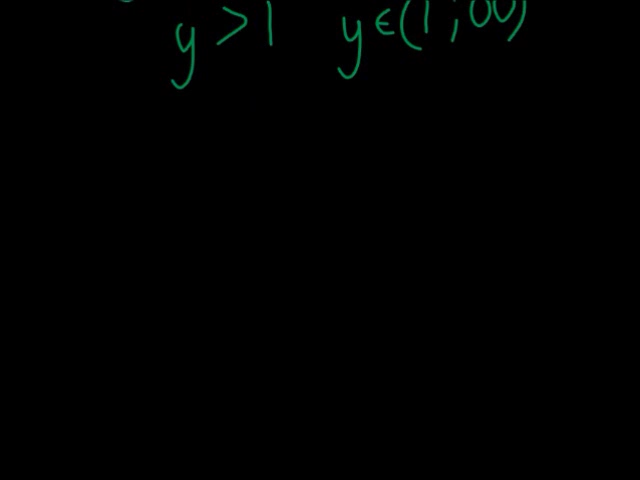 y > 1 y ∈ (1 ; ∞)